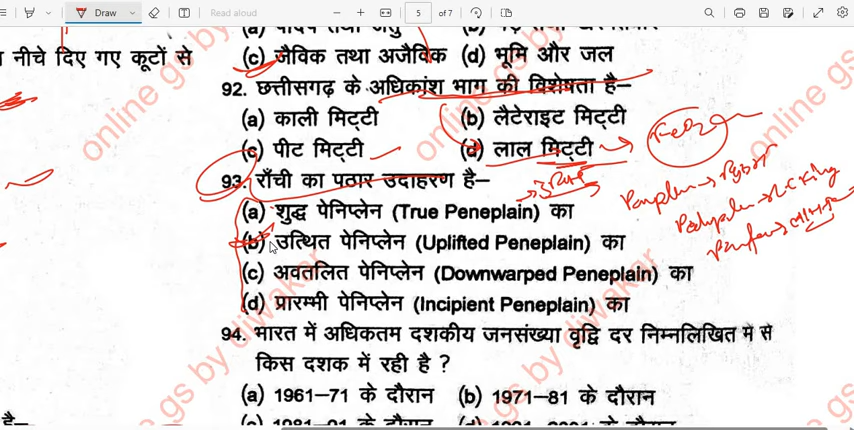 Draw
Read aloud
5 of 7
(c) जैविक तथा अजैविक (d) भूमि और जल
नीचे दिए गए कूटों से
92. छत्तीसगढ़ के अधिकांश भाग की विशेषता है–
(a) काली मिट्टी (b) लैटेराइट मिट्टी
(c) पीट मिट्टी (d) लाल मिट्टी
93. राँची का पठार उदाहरण है–
(a) शुद्ध पेनिप्लेन (True Peneplain) का
(b) उत्थित पेनिप्लेन (Uplifted Peneplain) का
(c) अवतलित पेनिप्लेन (Downwarped Peneplain) का
(d) प्रारम्भी पेनिप्लेन (Incipient Peneplain) का
94. भारत में अधिकतम दशकीय जनसंख्या वृद्धि दर निम्नलिखित में से
किस दशक में रही है ?
(a) 1961–71 के दौरान (b) 1971–81 के दौरान
online gs by diwakar